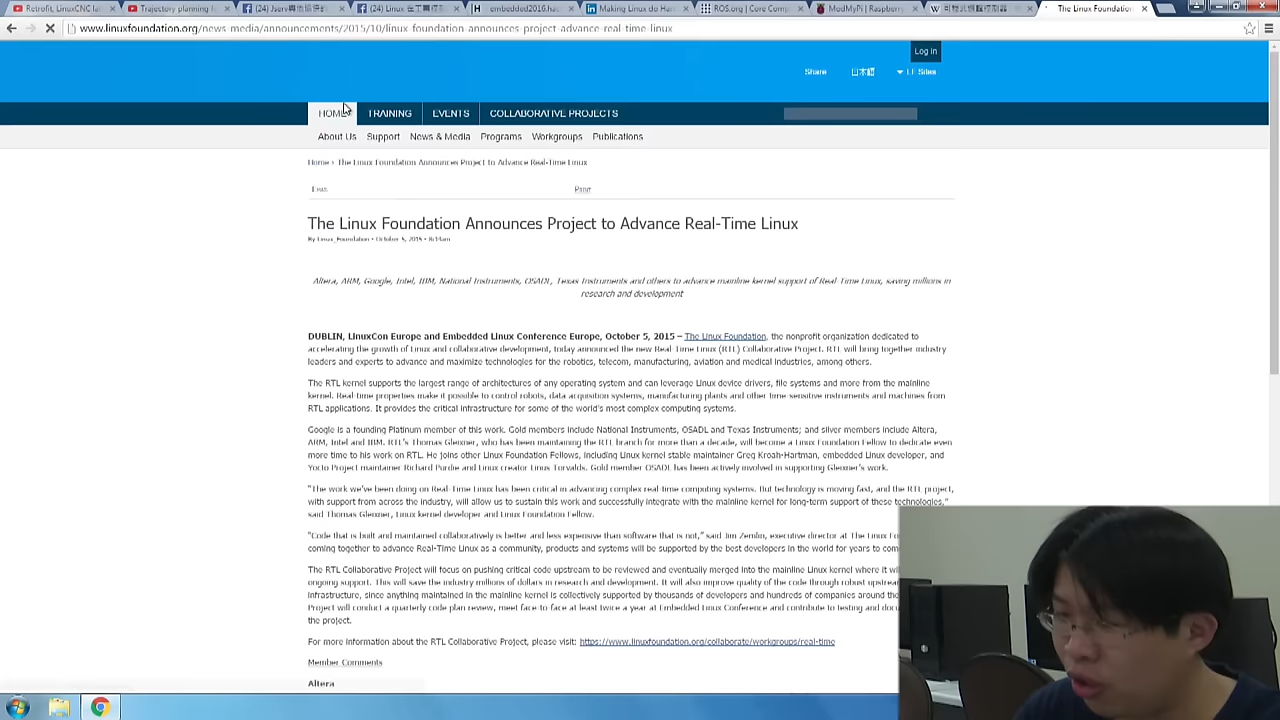 Retrofit, LinuxCNC la
Trajectory planning f
(24) Jserv
(24) Linux
embedded2016.hac
Making Linux do Har
ROS.org | Core Comp
ModMyPi | Raspberry
The Linux Foundation
www.linuxfoundation.org/news-media/announcements/2015/10/linux-foundation-announces-project-advance-real-time-linux
Log in
Share 日本語 LF Sites
HOME TRAINING EVENTS COLLABORATIVE PROJECTS
About Us Support News & Media Programs Workgroups Publications
Home › The Linux Foundation Announces Project to Advance Real-Time Linux
Email Print
The Linux Foundation Announces Project to Advance Real-Time Linux
By Linux_Foundation • October 5, 2015 • 8:14am
Altera, ARM, Google, Intel, IBM, National Instruments, OSADL, Texas Instruments and others to advance mainline kernel support of Real-Time Linux, saving millions in
research and development
DUBLIN, LinuxCon Europe and Embedded Linux Conference Europe, October 5, 2015 – The Linux Foundation, the nonprofit organization dedicated to
accelerating the growth of Linux and collaborative development, today announced the new Real-Time Linux (RTL) Collaborative Project. RTL will bring together industry
leaders and experts to advance and maximize technologies for the robotics, telecom, manufacturing, aviation and medical industries, among others.
The RTL kernel supports the largest range of architectures of any operating system and can leverage Linux device drivers, file systems and more from the mainline
kernel. Real-time properties make it possible to control robots, data acquisition systems, manufacturing plants and other time-sensitive instruments and machines from
RTL applications. It provides the critical infrastructure for some of the world's most complex computing systems.
Google is a founding Platinum member of this work. Gold members include National Instruments, OSADL and Texas Instruments; and silver members include Altera,
ARM, Intel and IBM. RTL's Thomas Gleixner, who has been maintaining the RTL branch for more than a decade, will become a Linux Foundation Fellow to dedicate even
more time to his work on RTL. He joins other Linux Foundation Fellows, including Linux kernel stable maintainer Greg Kroah-Hartman, embedded Linux developer, and
Yocto Project maintainer Richard Purdie and Linux creator Linus Torvalds. Gold member OSADL has been actively involved in supporting Gleixner's work.
"The work we've been doing on Real-Time Linux has been critical in advancing complex real-time computing systems. But technology is moving fast, and the RTL project,
with support from across the industry, will allow us to sustain this work and successfully integrate with the mainline kernel for long-term support of these technologies,"
said Thomas Gleixner, Linux kernel developer and Linux Foundation Fellow.
"Code that is built and maintained collaboratively is better and less expensive than software that is not," said Jim Zemlin, executive director at The Linux Fo
coming together to advance Real-Time Linux as a community, products and systems will be supported by the best developers in the world for years to com
The RTL Collaborative Project will focus on pushing critical code upstream to be reviewed and eventually merged into the mainline Linux kernel where it wil
ongoing support. This will save the industry millions of dollars in research and development. It will also improve quality of the code through robust upstrea
infrastructure, since anything maintained in the mainline kernel is collectively supported by thousands of developers and hundreds of companies around the
Project will conduct a quarterly code plan review, meet face-to-face at least twice a year at Embedded Linux Conference and contribute to testing and docu
the project.
For more information about the RTL Collaborative Project, please visit: https://www.linuxfoundation.org/collaborate/workgroups/real-time
Member Comments
Altera